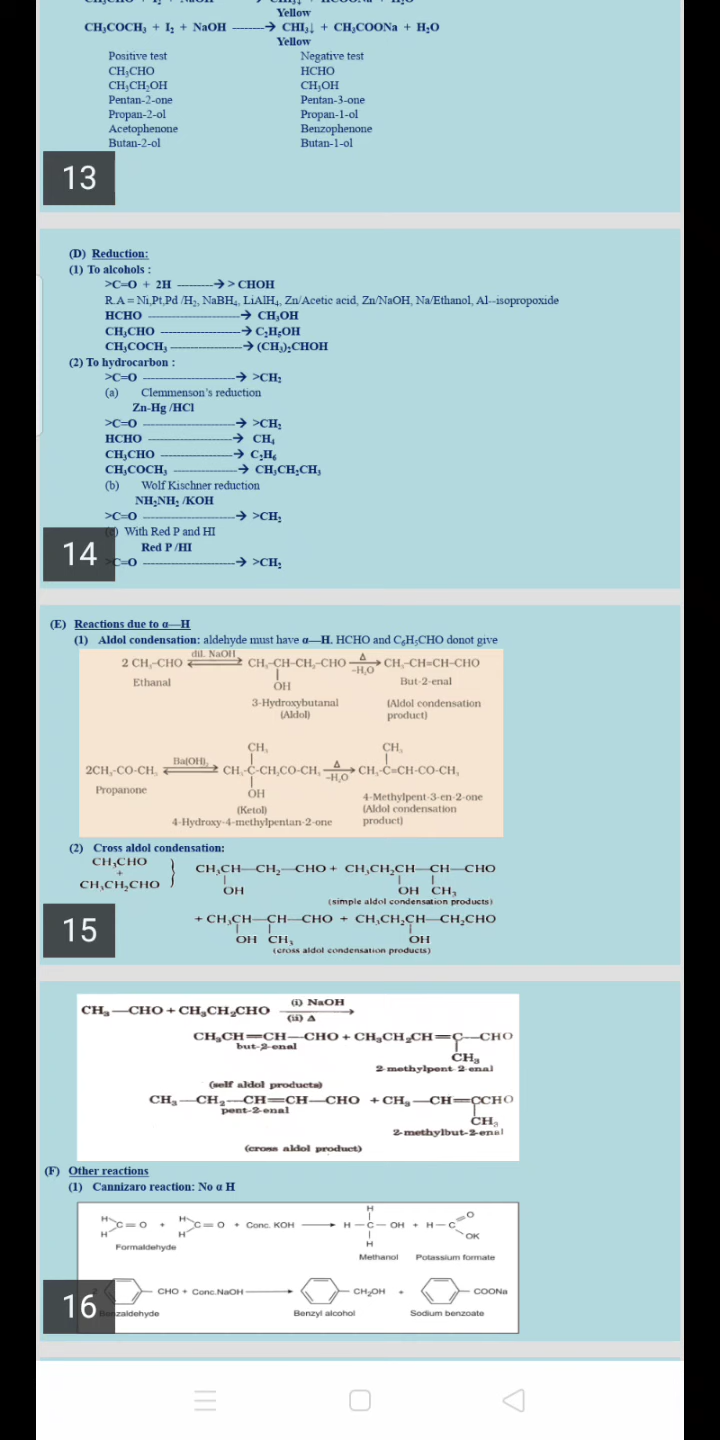 Yellow
CH₃COCH₃ + I₂ + NaOH --------→ CHI₃↓ + CH₃COONa + H₂O
Yellow
Positive test Negative test
CH₃CHO HCHO
CH₃CH₂OH CH₃OH
Pentan-2-one Pentan-3-one
Propan-2-ol Propan-1-ol
Acetophenone Benzophenone
Butan-2-ol Butan-1-ol
13
(D) Reduction:
(1) To alcohols :
>C=O + 2H ---------→ > CHOH
R.A = Ni,Pt,Pd /H₂, NaBH₄, LiAlH₄, Zn/Acetic acid, Zn/NaOH, Na/Ethanol, Al--isopropoxide
HCHO -----------------------→ CH₃OH
CH₃CHO --------------------→ C₂H₅OH
CH₃COCH₃ ------------------→ (CH₃)₂CHOH
(2) To hydrocarbon :
>C=O -----------------------→ >CH₂
(a) Clemmenson's reduction
Zn-Hg /HCl
>C=O -----------------------→ >CH₂
HCHO ---------------------→ CH₄
CH₃CHO ------------------→ C₂H₆
CH₃COCH₃ ----------------→ CH₃CH₂CH₃
(b) Wolf Kischner reduction
NH₂NH₂ /KOH
>C=O -----------------------→ >CH₂
With Red P and HI
Red P /HI
14
C=O -----------------------→ >CH₂
(E) Reactions due to α—H
(1) Aldol condensation: aldehyde must have α—H. HCHO and C₆H₅CHO donot give
dil. NaOH Δ
2 CH₃-CHO ⇌ CH₃-CH-CH₂-CHO → CH₃-CH=CH-CHO
-H₂O
Ethanal OH But-2-enal
3-Hydroxybutanal (Aldol condensation
(Aldol) product)
CH₃ CH₃
Ba(OH)₂ Δ
2CH₃-CO-CH₃ ⇌ CH₃-C-CH₂CO-CH₃ → CH₃-C=CH-CO-CH₃
-H₂O
Propanone OH
4-Methylpent-3-en-2-one
(Ketol) (Aldol condensation
4-Hydroxy-4-methylpentan-2-one product)
(2) Cross aldol condensation:
CH₃CHO
+ CH₃CH—CH₂—CHO + CH₃CH₂CH—CH—CHO
CH₃CH₂CHO
OH OH CH₃
(simple aldol condensation products)
+ CH₃CH—CH—CHO + CH₃CH₂CH—CH₂CHO
15
OH CH₃ OH
(cross aldol condensation products)
(i) NaOH
CH₃—CHO + CH₃CH₂CHO →
(ii) Δ
CH₃CH=CH—CHO + CH₃CH₂CH=C—CHO
but-2-enal
CH₃
2-methylpent-2-enal
(self aldol products)
CH₃—CH₂—CH=CH—CHO + CH₃—CH=CCHO
pent-2-enal
CH₃
2-methylbut-2-enal
(cross aldol product)
(F) Other reactions
(1) Cannizaro reaction: No α H
H
H H O
C=O + C=O + Conc. KOH → H—C—OH + H—C
H H OK
H
Formaldehyde Methanol Potassium formate
16
CHO + Conc.NaOH → CH₂OH + COONa
zaldehyde Benzyl alcohol Sodium benzoate